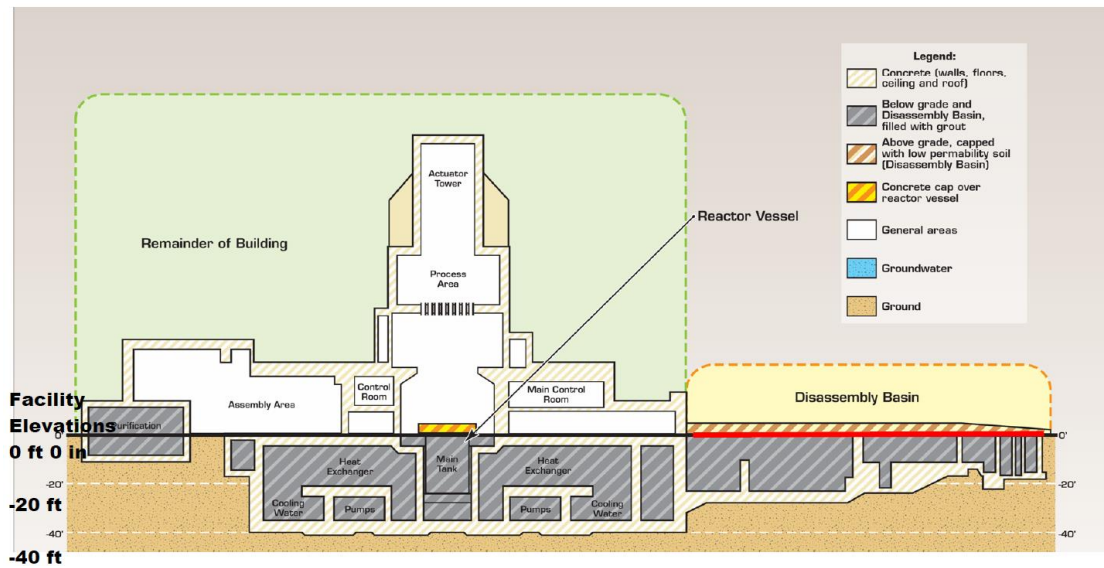 Legend:
Concrete (walls, floors,
ceiling and roof)
Below grade and
Disassembly Basin,
filled with grout
Above grade, capped
with low permability soil
(Disassembly Basin)
Concrete cap over
reactor vessel
General areas
Groundwater
Ground
Actuator
Tower
Reactor Vessel
Remainder of Building
Process
Area
Control
Room
Main Control
Room
Assembly Area
Disassembly Basin
Facility
Elevations
0 ft 0 in
-20 ft
-40 ft
Purification
0'
0'
-20'
-20'
-40'
-40'
Heat
Exchanger
Main
Tank
Heat
Exchanger
Cooling
Water
Pumps
Pumps
Cooling
Water